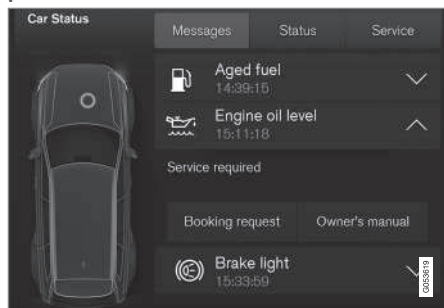 Car Status
Messages Status Service
Aged fuel
14:39:15
Engine oil level
15:11:18
Service required
Booking request Owner's manual
Brake light
15:33:59
G053619